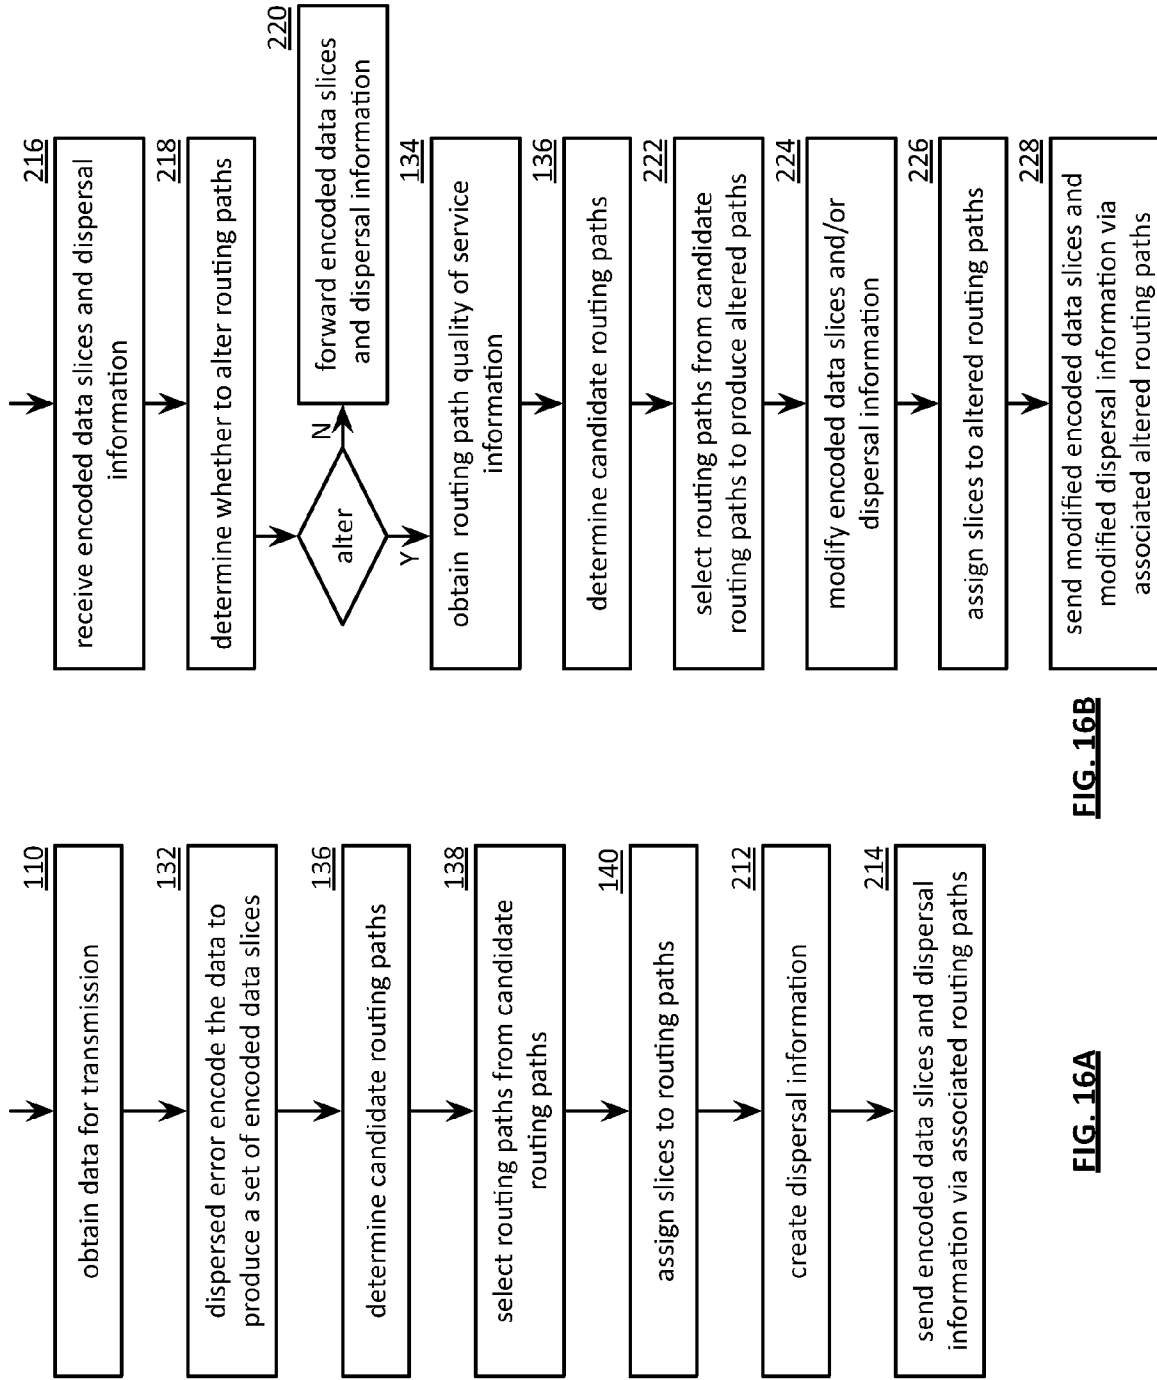 110
obtain data for transmission
132
dispersed error encode the data to
produce a set of encoded data slices
136
determine candidate routing paths
138
select routing paths from candidate
routing paths
140
assign slices to routing paths
212
create dispersal information
214
send encoded data slices and dispersal
information via associated routing paths
FIG. 16A
216
receive encoded data slices and dispersal
information
218
determine whether to alter routing paths
alter
N
Y
220
forward encoded data slices
and dispersal information
134
obtain routing path quality of service
information
136
determine candidate routing paths
222
select routing paths from candidate
routing paths to produce altered paths
224
modify encoded data slices and/or
dispersal information
226
assign slices to altered routing paths
228
send modified encoded data slices and
modified dispersal information via
associated altered routing paths
FIG. 16B